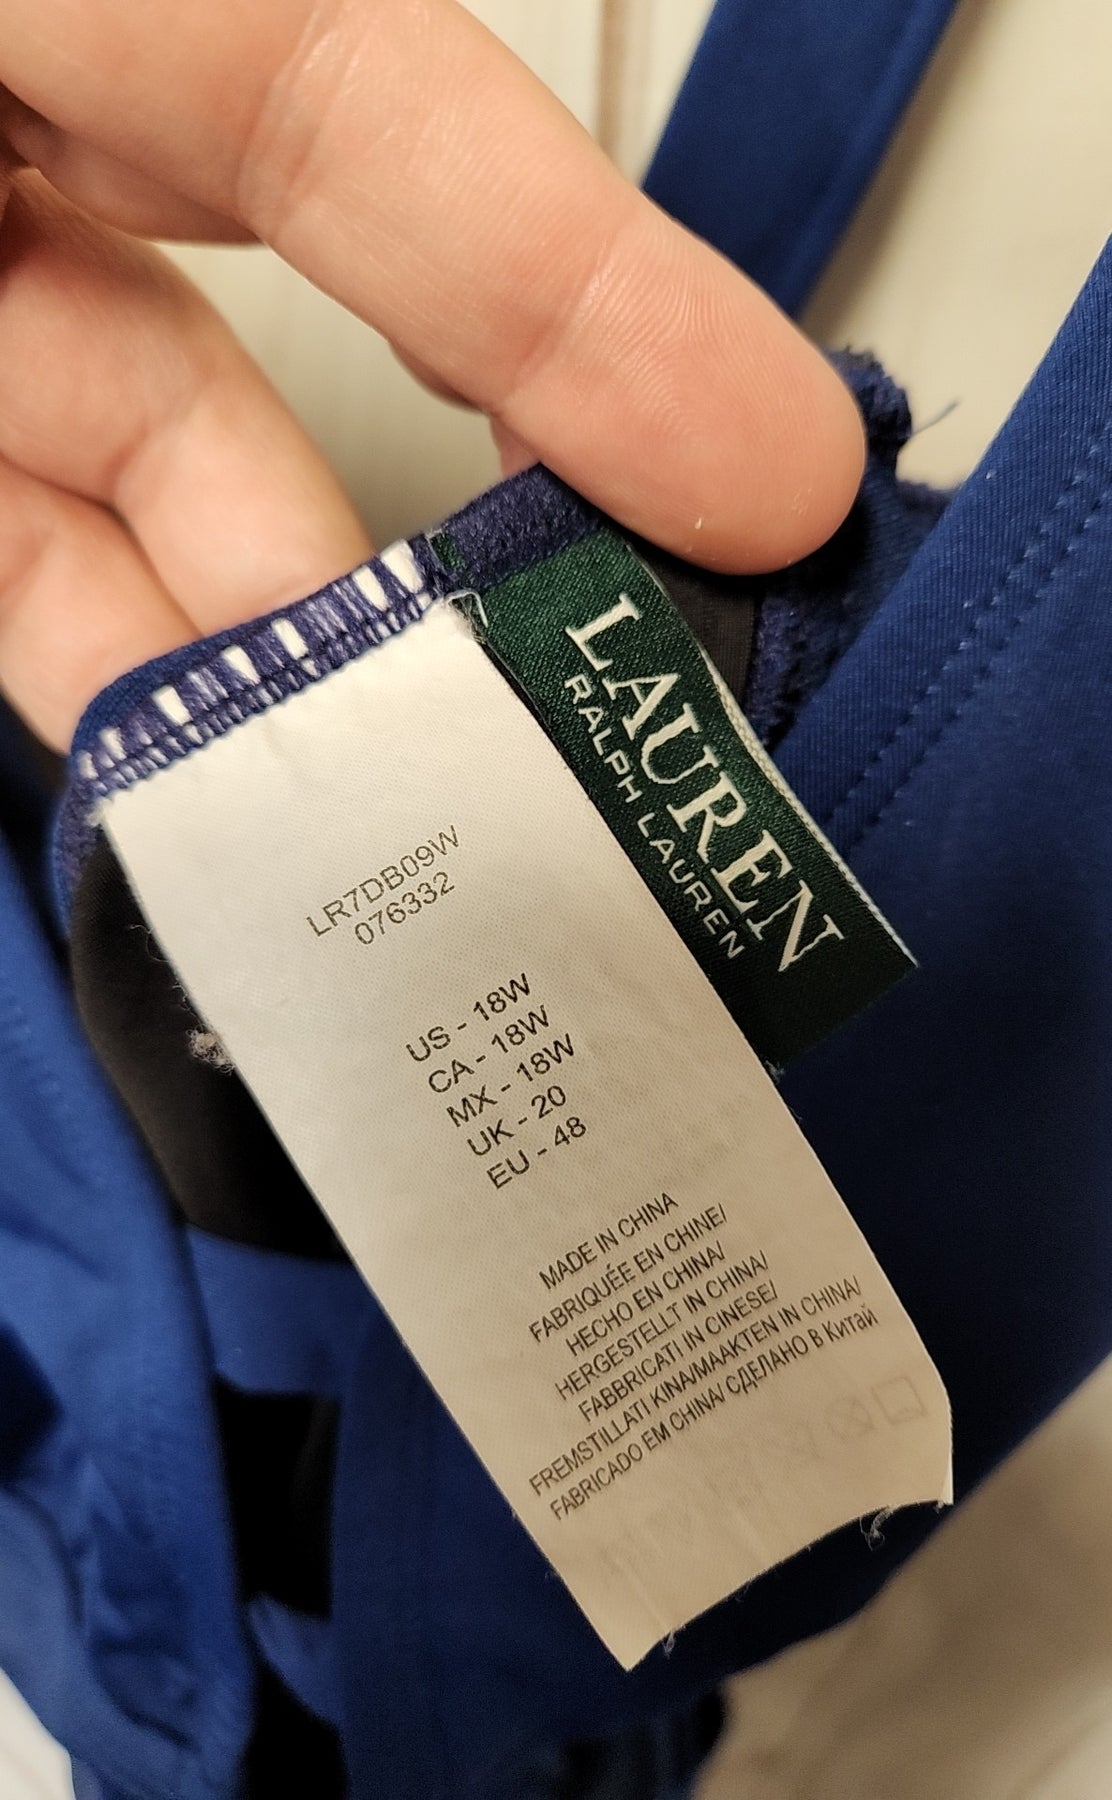 LAUREN
RALPH LAUREN
LR7DB09W
076332
US - 18W
CA - 18W
MX - 18W
UK - 20
EU - 48
MADE IN CHINA
FABRIQUÉE EN CHINE/
HECHO EN CHINA/
HERGESTELLT IN CHINA/
FABBRICATI IN CINESE/
FREMSTILLATI KINA/MAAKTEN IN CHINA/
FABRICADO EM CHINA/ СДЕЛАНО В Китай